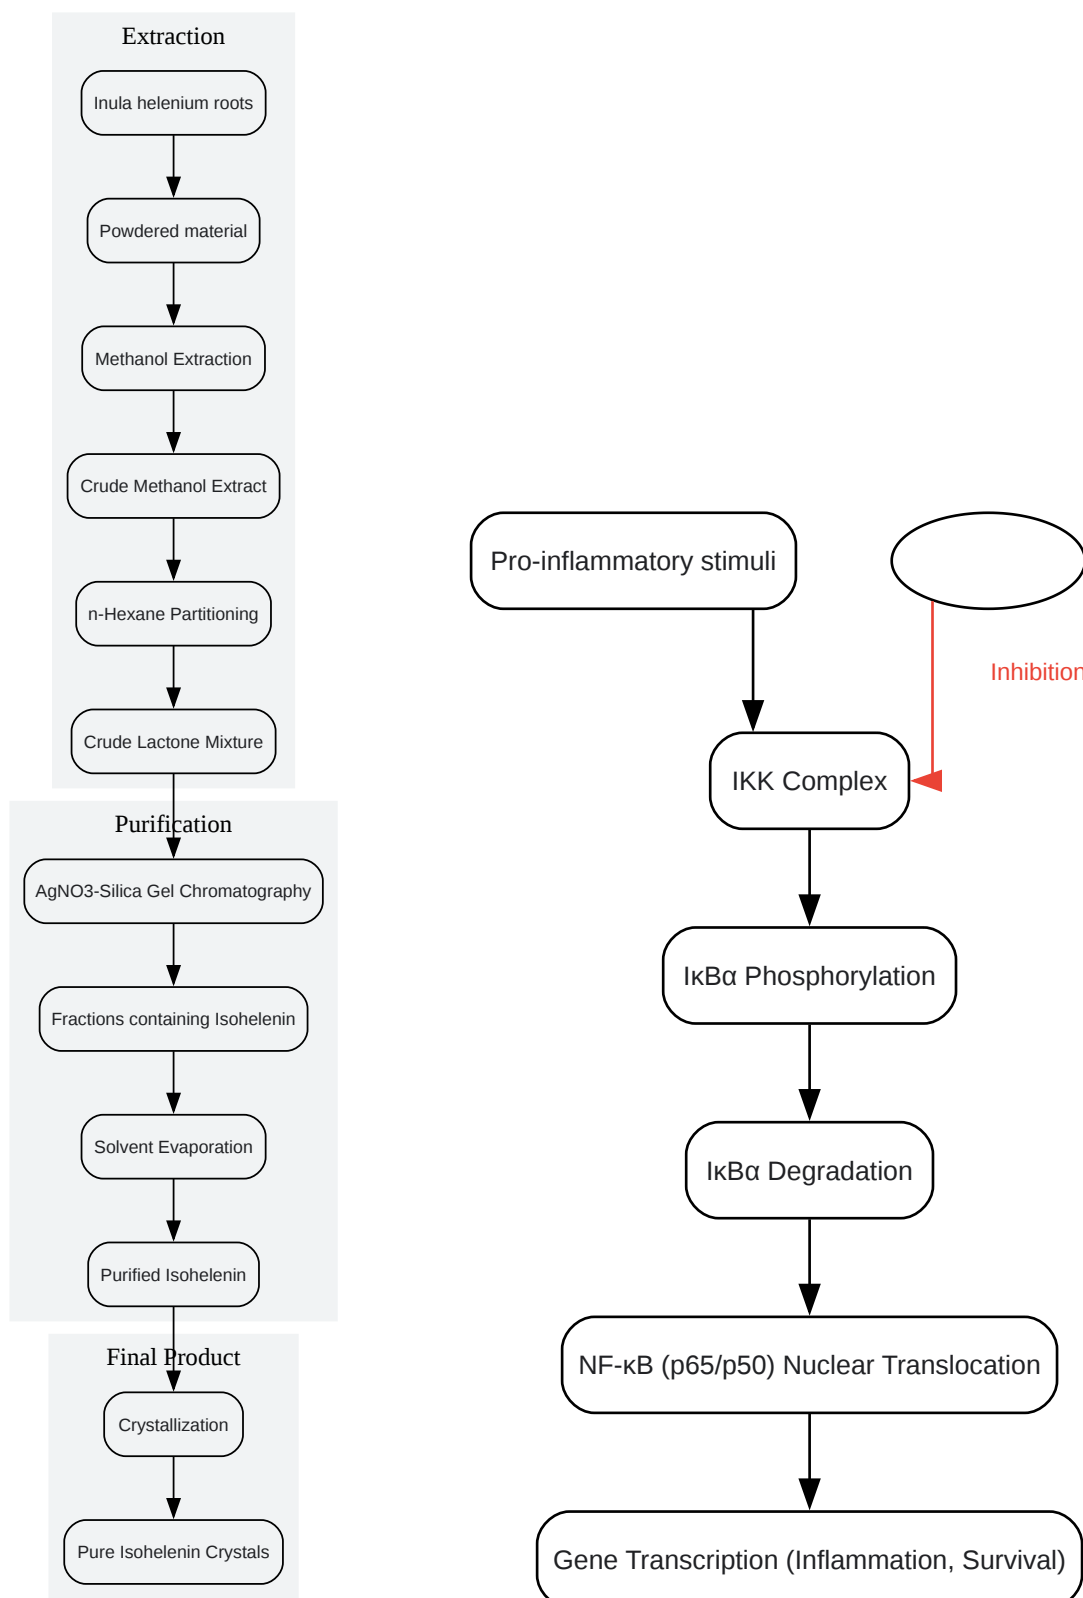 Extraction
Inula helenium roots
Powdered material
Methanol Extraction
Crude Methanol Extract
n-Hexane Partitioning
Crude Lactone Mixture
Purification
AgNO3-Silica Gel Chromatography
Fractions containing Isohelenin
Solvent Evaporation
Purified Isohelenin
Final Product
Crystallization
Pure Isohelenin Crystals
Pro-inflammatory stimuli
Inhibition
IKK Complex
IκBα Phosphorylation
IκBα Degradation
NF-κB (p65/p50) Nuclear Translocation
Gene Transcription (Inflammation, Survival)